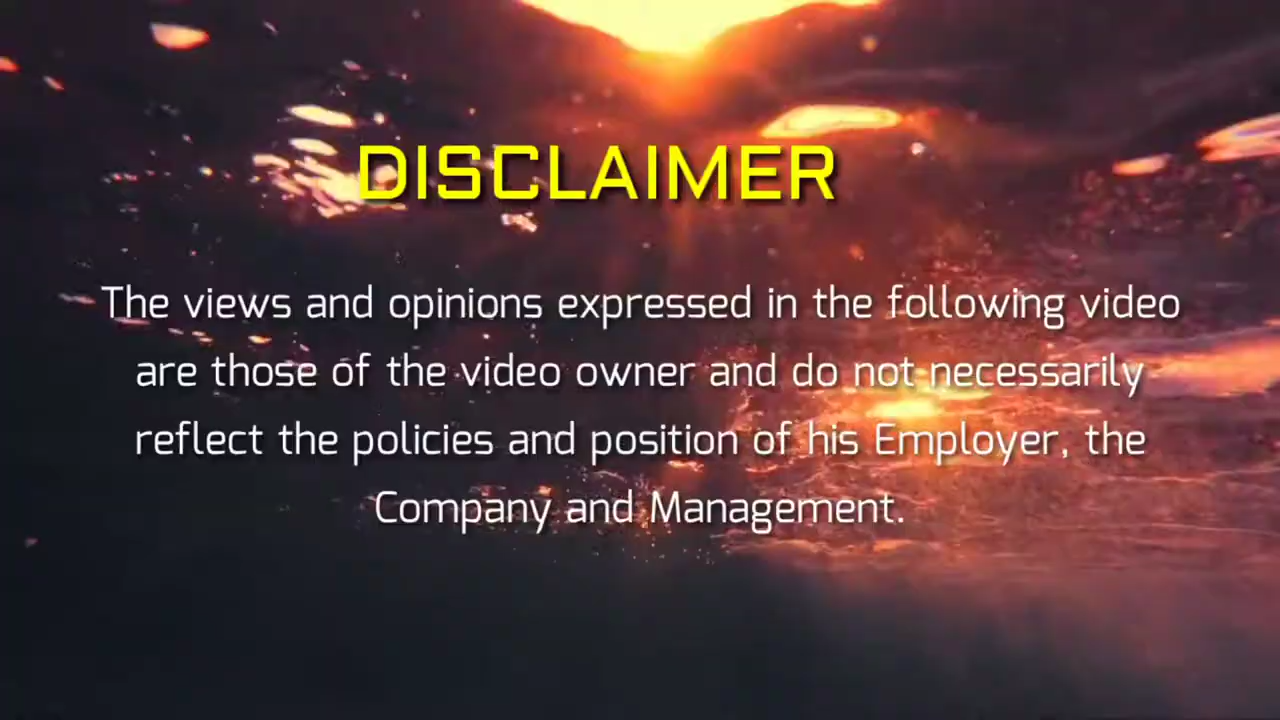 DISCLAIMER
The views and opinions expressed in the following video
are those of the video owner and do not necessarily
reflect the policies and position of his Employer, the
Company and Management.